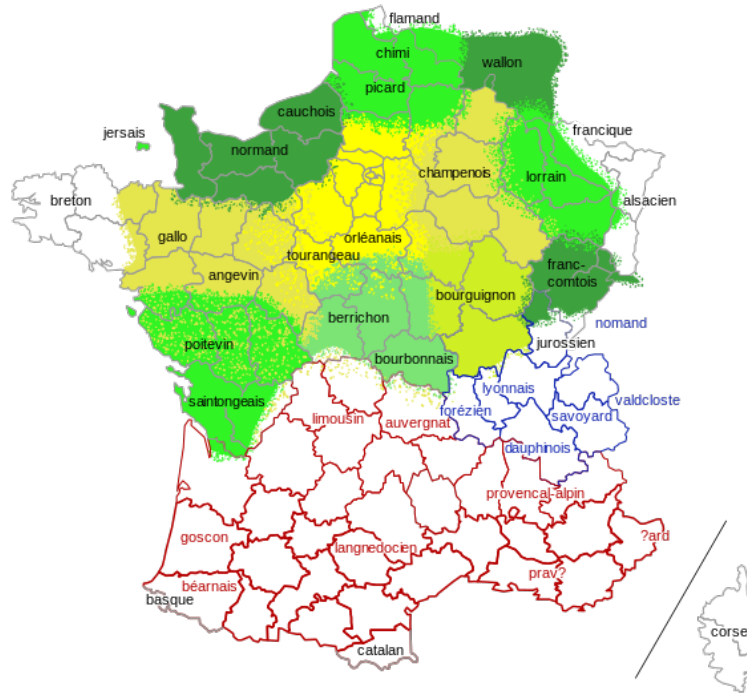 flamand
chimi
wallon
picard
cauchois
jersais
francique
normand
champenois
lorrain
breton
alsacien
gallo
orléanais
tourangeau
angevin
franc-
comtois
bourguignon
berrichon
nomand
poitevin
jurossien
bourbonnais
lyonnais
valdcloste
saintongeais
forézien
savoyard
limousin
auvergnat
dauphinois
provencal-alpin
goscon
langnedocien
?ard
prav?
béarnais
basque
corse
catalan